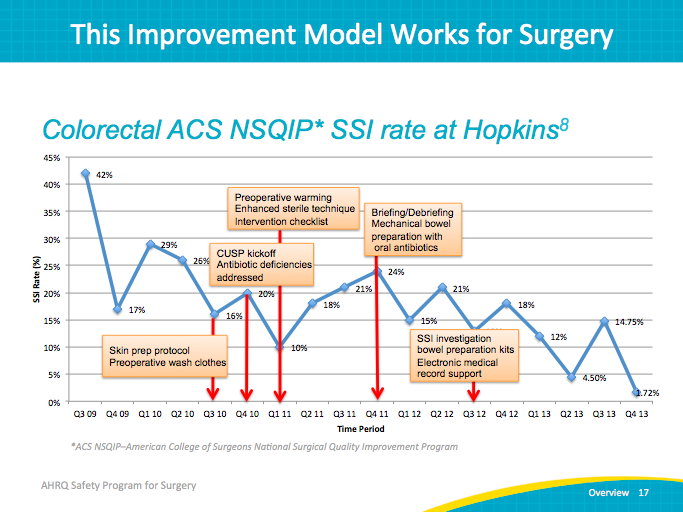 This Improvement Model Works for Surgery
Colorectal ACS NSQIP* SSI rate at Hopkins8
45%
40%
35%
30%
25%
20%
15%
10%
5%
0%
SSI Rate (%)
42%
17%
29%
26%
16%
20%
10%
18%
21%
24%
15%
21%
18%
12%
4.50%
14.75%
1.72%
Preoperative warming
Enhanced sterile technique
Intervention checklist
Briefing/Debriefing
Mechanical bowel
preparation with
oral antibiotics
CUSP kickoff
Antibiotic deficiencies
addressed
Skin prep protocol
Preoperative wash clothes
SSI investigation
bowel preparation kits
Electronic medical
record support
Q3 09 Q4 09 Q1 10 Q2 10 Q3 10 Q4 10 Q1 11 Q2 11 Q3 11 Q4 11 Q1 12 Q2 12 Q3 12 Q4 12 Q1 13 Q2 13 Q3 13 Q4 13
Time Period
*ACS NSQIP–American College of Surgeons National Surgical Quality Improvement Program
AHRQ Safety Program for Surgery
Overview 17